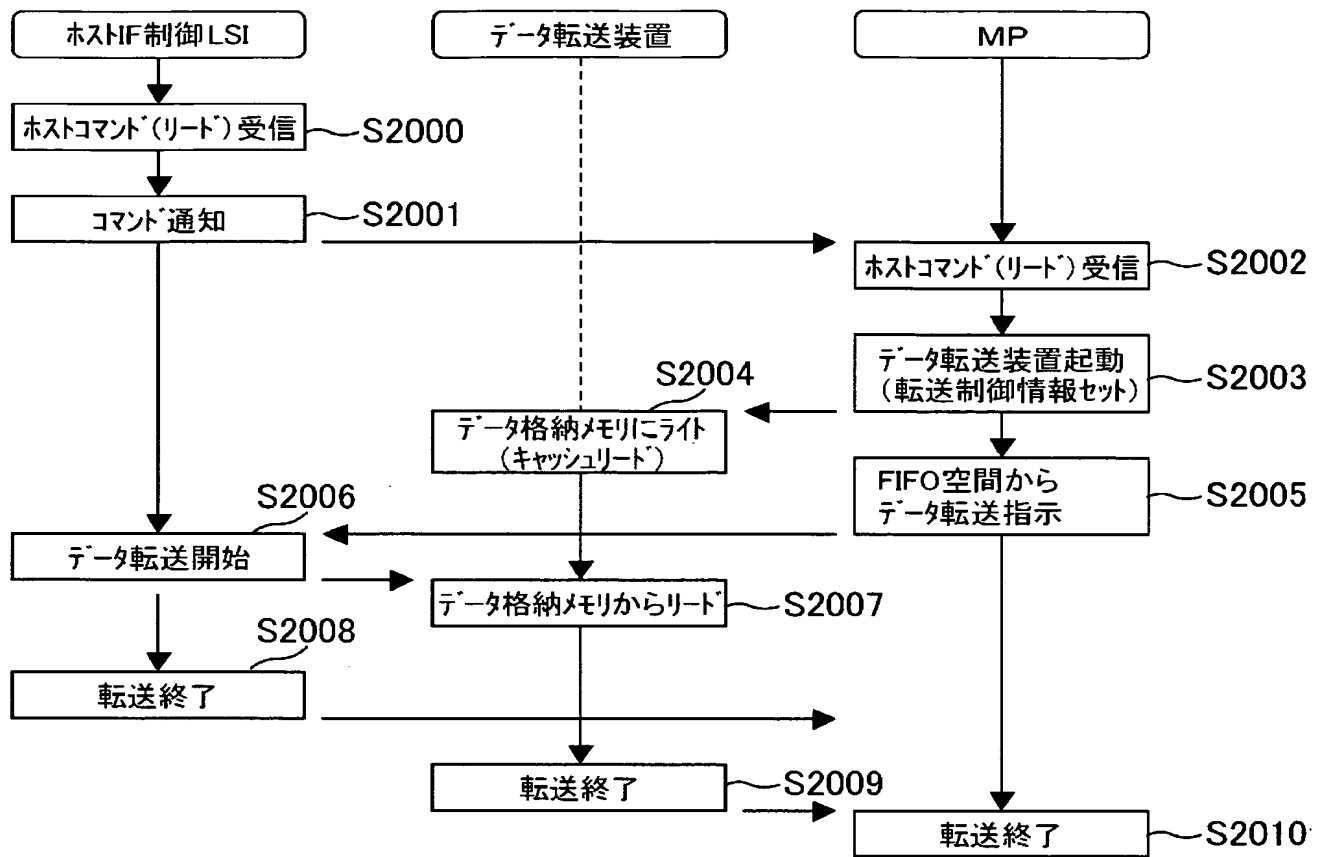 ホストIF制御LSI
データ転送装置
MP
ホストコマンド(リード)受信
S2000
コマンド通知
S2001
ホストコマンド(リード)受信
S2002
データ転送装置起動
(転送制御情報セット)
S2003
S2004
データ格納メモリにライト
(キャッシュリード)
FIFO空間から
データ転送指示
S2005
S2006
データ転送開始
データ格納メモリからリード
S2007
S2008
転送終了
転送終了
S2009
転送終了
S2010